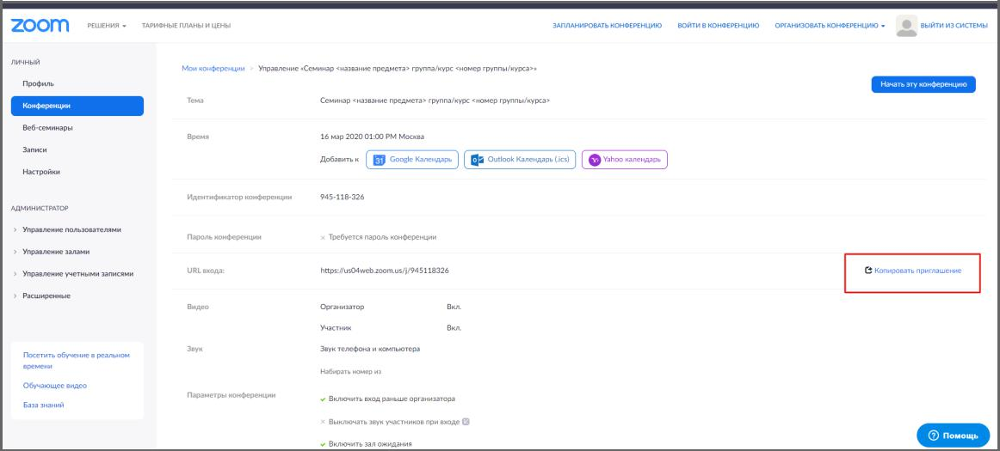 zoom РЕШЕНИЯ ТАРИФНЫЕ ПЛАНЫ И ЦЕНЫ ЗАПЛАНИРОВАТЬ КОНФЕРЕНЦИЮ ВОЙТИ В КОНФЕРЕНЦИЮ ОРГАНИЗОВАТЬ КОНФЕРЕНЦИЮ ВЫЙТИ ИЗ СИСТЕМЫ
ЛИЧНЫЙ
Профиль
Конференции
Веб-семинары
Записи
Настройки
АДМИНИСТРАТОР
> Управление пользователями
> Управление залами
> Управление учетными записями
> Расширенные
Посетить обучение в реальном
времени
Обучающее видео
База знаний
Мои конференции > Управление «Семинар <название предмета> группа/курс <номер группы/курса>»
Начать эту конференцию
Тема Семинар <название предмета> группа/курс <номер группы/курса>
Время 16 мар 2020 01:00 PM Москва
Добавить к 31 Google Календарь Outlook Календарь (.ics) Yahoo календарь
Идентификатор конференции 945-118-326
Пароль конференции × Требуется пароль конференции
URL входа: https://us04web.zoom.us/j/945118326 Копировать приглашение
Видео Организатор Вкл.
Участник Вкл.
Звук Звук телефона и компьютера
Набирать номер из
Параметры конференции ✓ Включить вход раньше организатора
× Выключать звук участников при входе
✓ Включить зал ожидания
Помощь